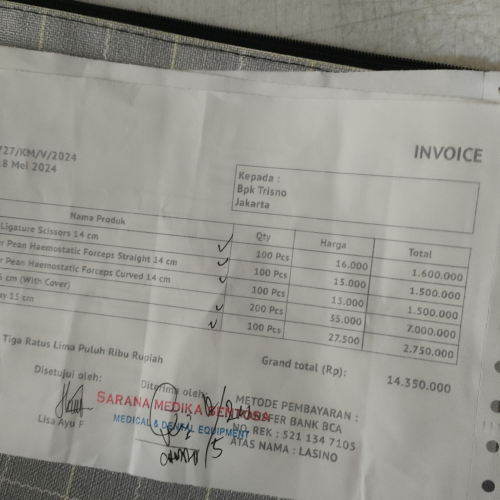 INVOICE
727/KM/V/2024
8 Mei 2024
Kepada :
Bpk Trisno
Jakarta
Nama Produk Qty Harga Total
Ligature Scissors 14 cm 100 Pcs 16.000 1.600.000
r Pean Haemostatic Forceps Straight 14 cm 100 Pcs 15.000 1.500.000
r Pean Haemostatic Forceps Curved 14 cm 100 Pcs 15.000 1.500.000
cm (With Cover) 200 Pcs 35.000 7.000.000
ay 15 cm 100 Pcs 27.500 2.750.000
Tiga Ratus Lima Puluh Ribu Rupiah
Grand total (Rp): 14.350.000
Disetujui oleh:
Diterima oleh:
Lisa Ayu P
SARANA MEDIKA SENTOSA
MEDICAL & DENTAL EQUIPMENT
METODE PEMBAYARAN :
TRANSFER BANK BCA
NO. REK : 521 134 7105
ATAS NAMA : LASINO